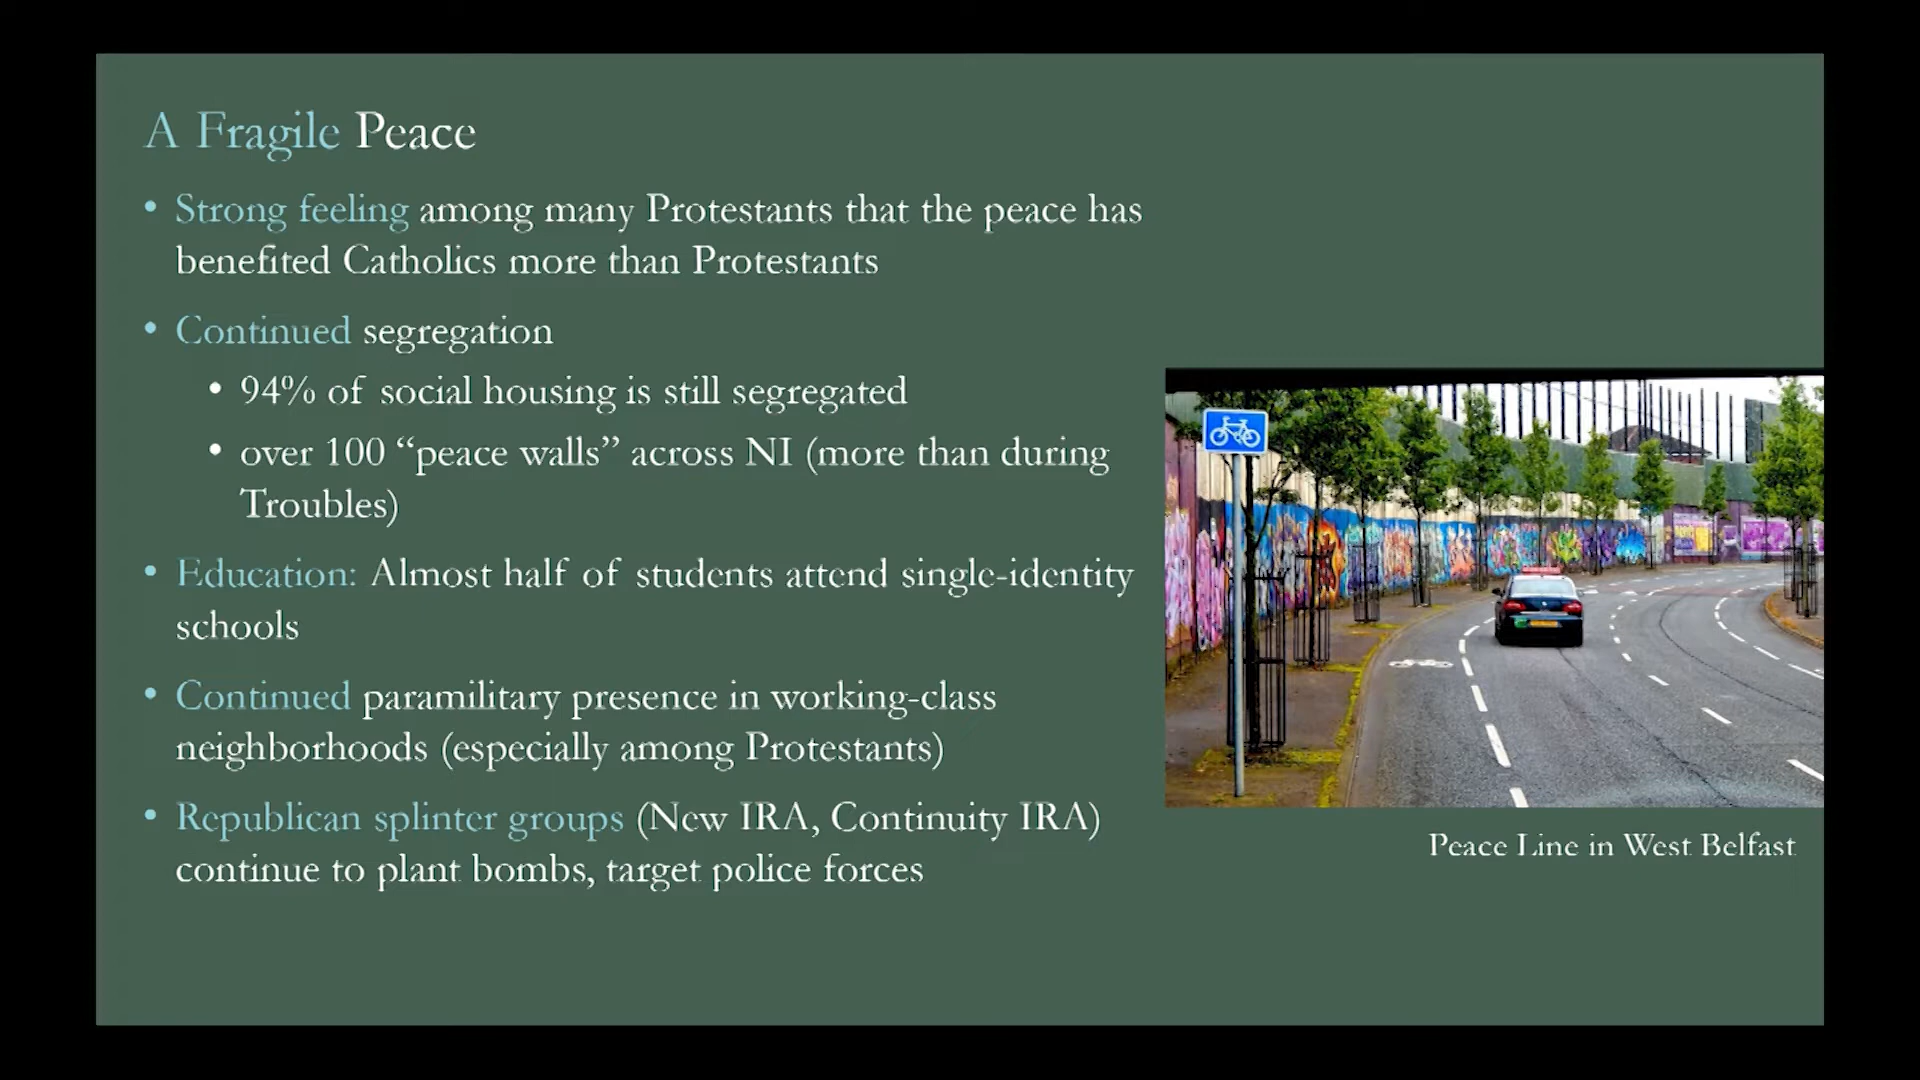 A Fragile Peace
• Strong feeling among many Protestants that the peace has
benefited Catholics more than Protestants
• Continued segregation
• 94% of social housing is still segregated
• over 100 “peace walls” across NI (more than during
Troubles)
• Education: Almost half of students attend single-identity
schools
• Continued paramilitary presence in working-class
neighborhoods (especially among Protestants)
• Republican splinter groups (New IRA, Continuity IRA)
continue to plant bombs, target police forces
Peace Line in West Belfast